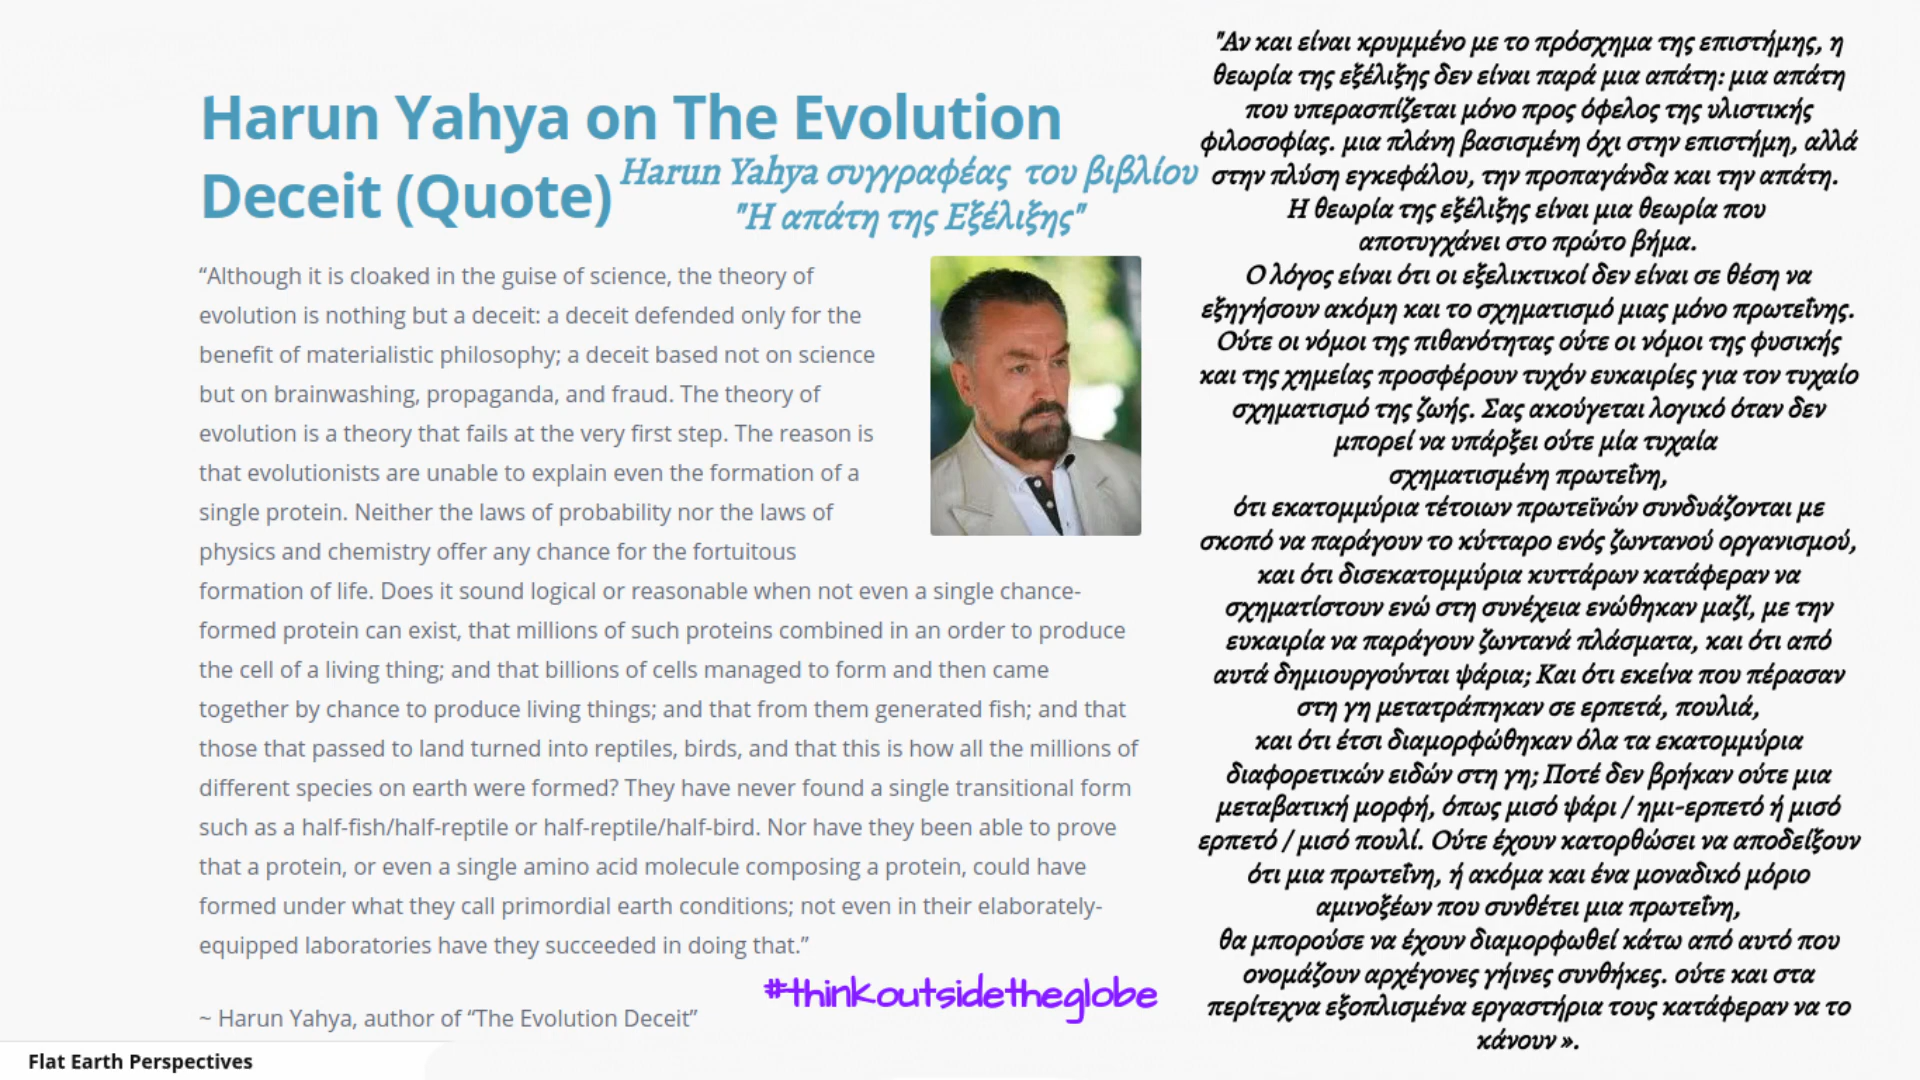 Harun Yahya on The Evolution
Deceit (Quote)
Harun Yahya συγγραφέας του βιβλίου
"Η απάτη της Εξέλιξης"
“Although it is cloaked in the guise of science, the theory of
evolution is nothing but a deceit: a deceit defended only for the
benefit of materialistic philosophy; a deceit based not on science
but on brainwashing, propaganda, and fraud. The theory of
evolution is a theory that fails at the very first step. The reason is
that evolutionists are unable to explain even the formation of a
single protein. Neither the laws of probability nor the laws of
physics and chemistry offer any chance for the fortuitous
formation of life. Does it sound logical or reasonable when not even a single chance-
formed protein can exist, that millions of such proteins combined in an order to produce
the cell of a living thing; and that billions of cells managed to form and then came
together by chance to produce living things; and that from them generated fish; and that
those that passed to land turned into reptiles, birds, and that this is how all the millions of
different species on earth were formed? They have never found a single transitional form
such as a half-fish/half-reptile or half-reptile/half-bird. Nor have they been able to prove
that a protein, or even a single amino acid molecule composing a protein, could have
formed under what they call primordial earth conditions; not even in their elaborately-
equipped laboratories have they succeeded in doing that.”
#thinkoutsidetheglobe
~ Harun Yahya, author of “The Evolution Deceit”
Flat Earth Perspectives
"Αν και είναι κρυμμένο με το πρόσχημα της επιστήμης, η
θεωρία της εξέλιξης δεν είναι παρά μια απάτη: μια απάτη
που υπερασπίζεται μόνο προς όφελος της υλιστικής
φιλοσοφίας. μια πλάνη βασισμένη όχι στην επιστήμη, αλλά
στην πλύση εγκεφάλου, την προπαγάνδα και την απάτη.
Η θεωρία της εξέλιξης είναι μια θεωρία που
αποτυγχάνει στο πρώτο βήμα.
Ο λόγος είναι ότι οι εξελικτικοί δεν είναι σε θέση να
εξηγήσουν ακόμη και το σχηματισμό μιας μόνο πρωτεΐνης.
Ούτε οι νόμοι της πιθανότητας ούτε οι νόμοι της φυσικής
και της χημείας προσφέρουν τυχόν ευκαιρίες για τον τυχαίο
σχηματισμό της ζωής. Σας ακούγεται λογικό όταν δεν
μπορεί να υπάρξει ούτε μία τυχαία
σχηματισμένη πρωτεΐνη,
ότι εκατομμύρια τέτοιων πρωτεϊνών συνδυάζονται με
σκοπό να παράγουν το κύτταρο ενός ζωντανού οργανισμού,
και ότι δισεκατομμύρια κυττάρων κατάφεραν να
σχηματίστουν ενώ στη συνέχεια ενώθηκαν μαζί, με την
ευκαιρία να παράγουν ζωντανά πλάσματα, και ότι από
αυτά δημιουργούνται ψάρια; Και ότι εκείνα που πέρασαν
στη γη μετατράπηκαν σε ερπετά, πουλιά,
και ότι έτσι διαμορφώθηκαν όλα τα εκατομμύρια
διαφορετικών ειδών στη γη; Ποτέ δεν βρήκαν ούτε μια
μεταβατική μορφή, όπως μισό ψάρι / ημι-ερπετό ή μισό
ερπετό / μισό πουλί. Ούτε έχουν κατορθώσει να αποδείξουν
ότι μια πρωτεΐνη, ή ακόμα και ένα μοναδικό μόριο
αμινοξέων που συνθέτει μια πρωτεΐνη,
θα μπορούσε να έχουν διαμορφωθεί κάτω από αυτό που
ονομάζουν αρχέγονες γήινες συνθήκες. ούτε και στα
περίτεχνα εξοπλισμένα εργαστήρια τους κατάφεραν να το
κάνουν ».